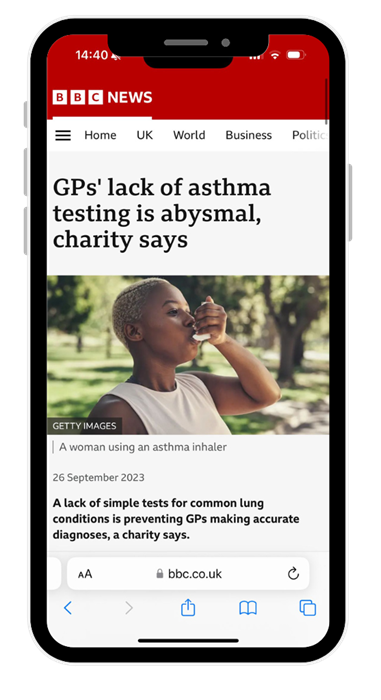 14:40
BBC NEWS
Home UK World Business Politic
GPs' lack of asthma
testing is abysmal,
charity says
GETTY IMAGES
A woman using an asthma inhaler
26 September 2023
A lack of simple tests for common lung
conditions is preventing GPs making accurate
diagnoses, a charity says.
AA bbc.co.uk